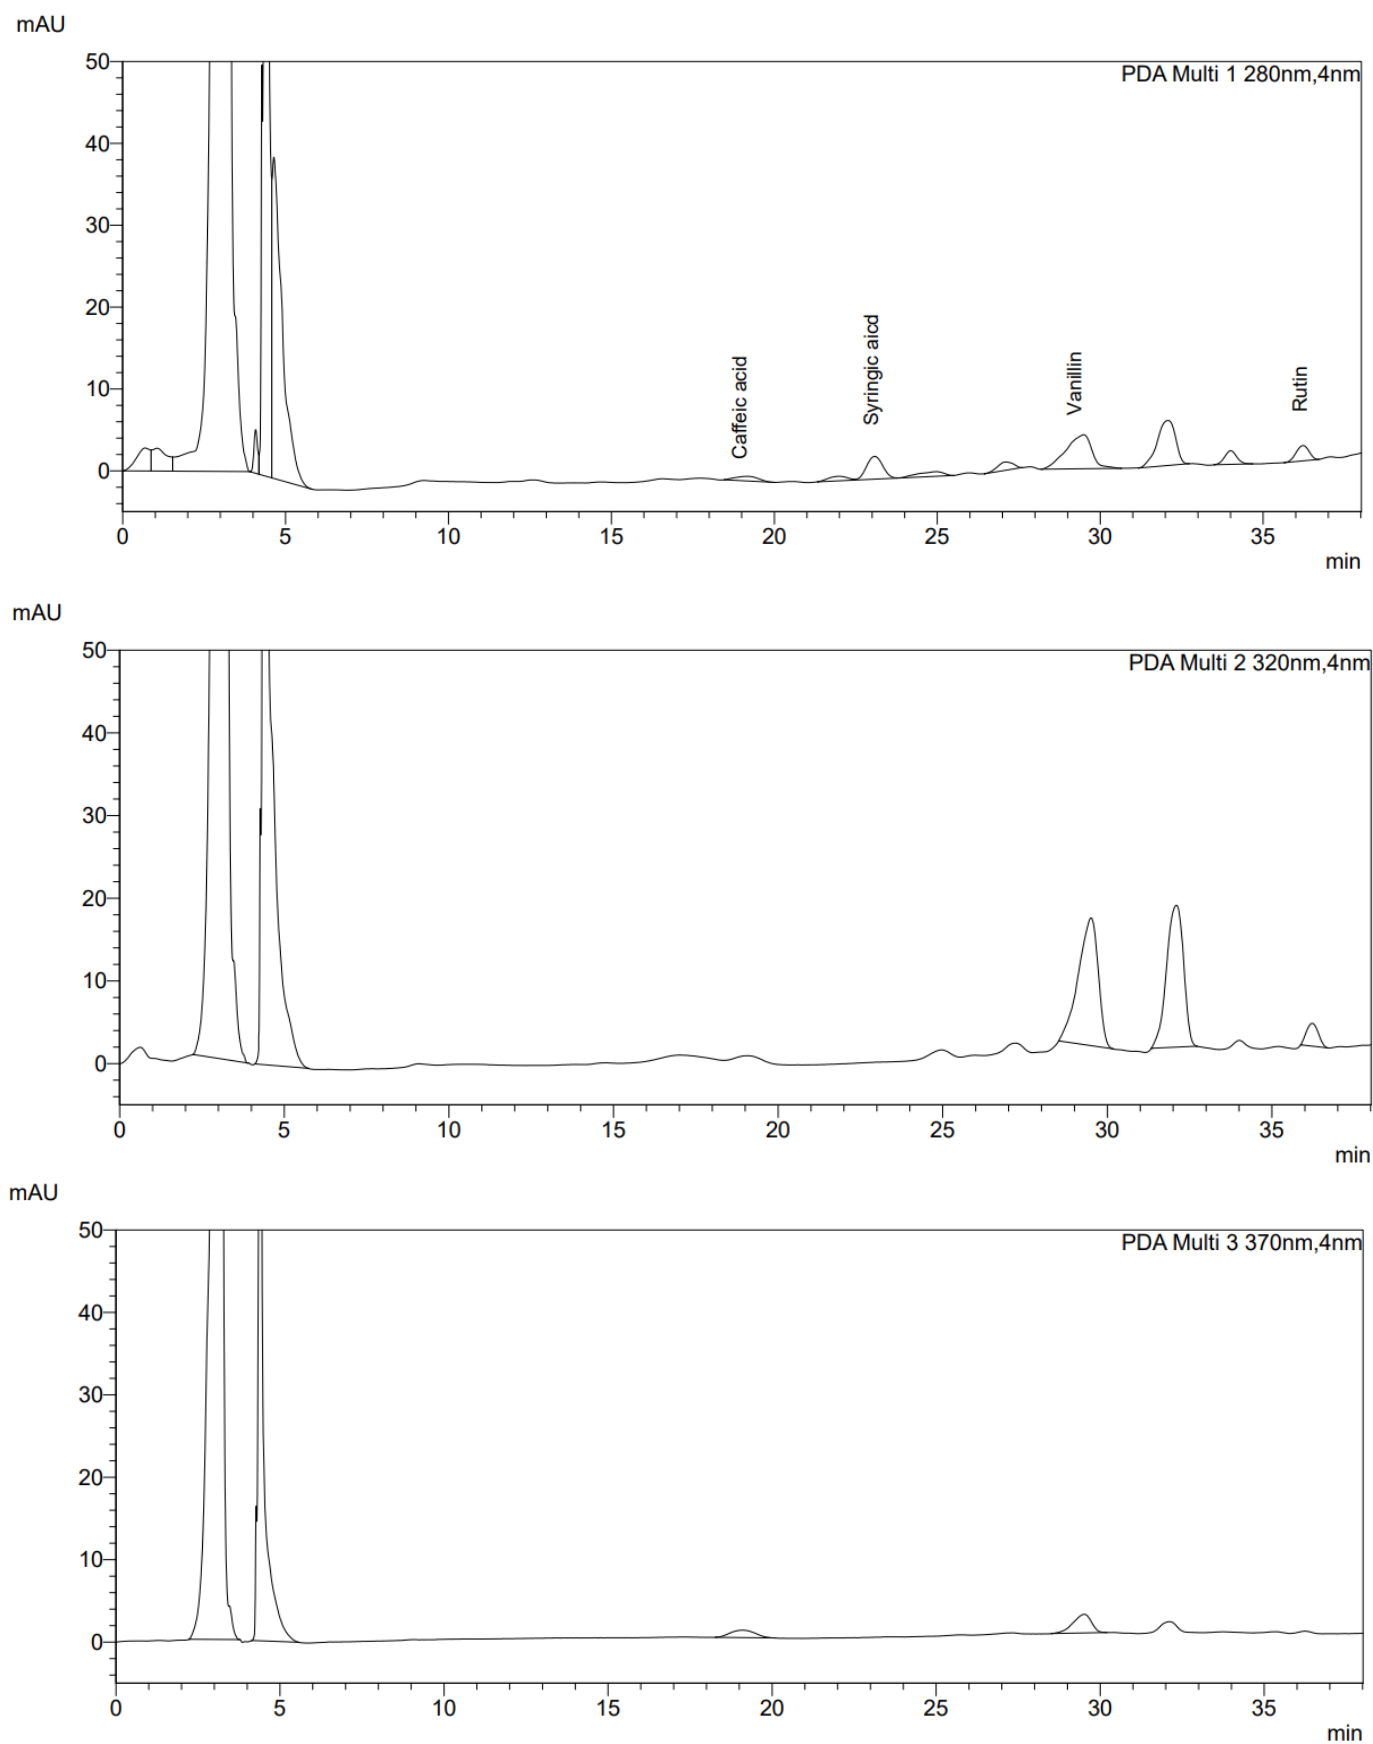 mAU
PDA Multi 1 280nm,4nm
50
40
30
20
10
0
Caffeic acid
Syringic aicd
Vanillin
Rutin
0 5 10 15 20 25 30 35
min
mAU
PDA Multi 2 320nm,4nm
50
40
30
20
10
0
0 5 10 15 20 25 30 35
min
mAU
PDA Multi 3 370nm,4nm
50
40
30
20
10
0
0 5 10 15 20 25 30 35
min